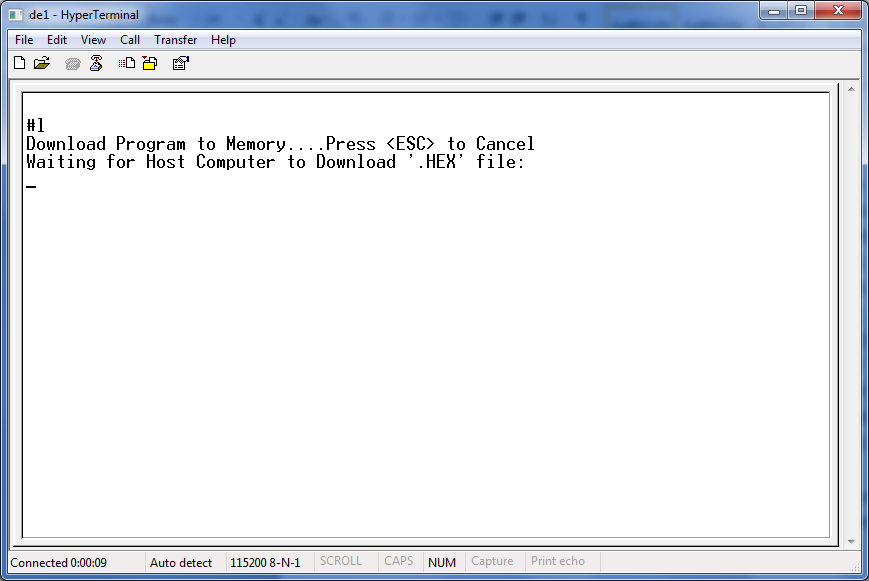 de1 - HyperTerminal
File Edit View Call Transfer Help
#l
Download Program to Memory....Press <ESC> to Cancel
Waiting for Host Computer to Download '.HEX' file:
_
Connected 0:00:09 Auto detect 115200 8-N-1 SCROLL CAPS NUM Capture Print echo